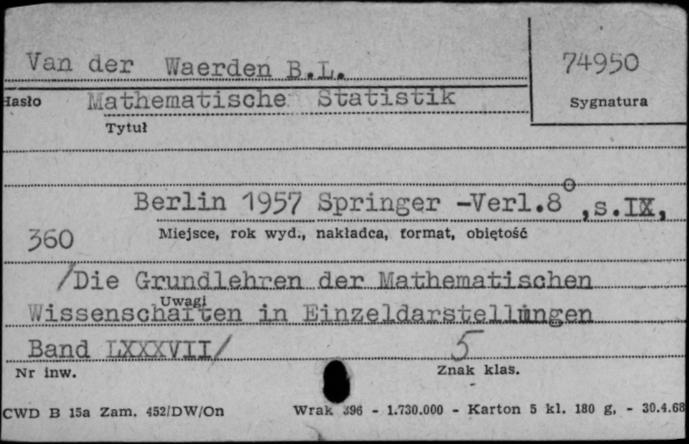 Van der Waerden B.L. 74950
Hasło Mathematische Statistik Sygnatura
Tytuł
Berlin 1957 Springer -Verl.8⁰,s.IX,
360 Miejsce, rok wyd., nakładca, format, objętość
/Die Grundlehren der Mathematischen
Uwagi
Wissenschaften in Einzeldarstellungen
Band LXXXVII/ 5
Nr inw. Znak klas.
CWD B 15a Zam. 452/DW/On Wrak 396 - 1.730.000 - Karton 5 kl. 180 g, - 30.4.68